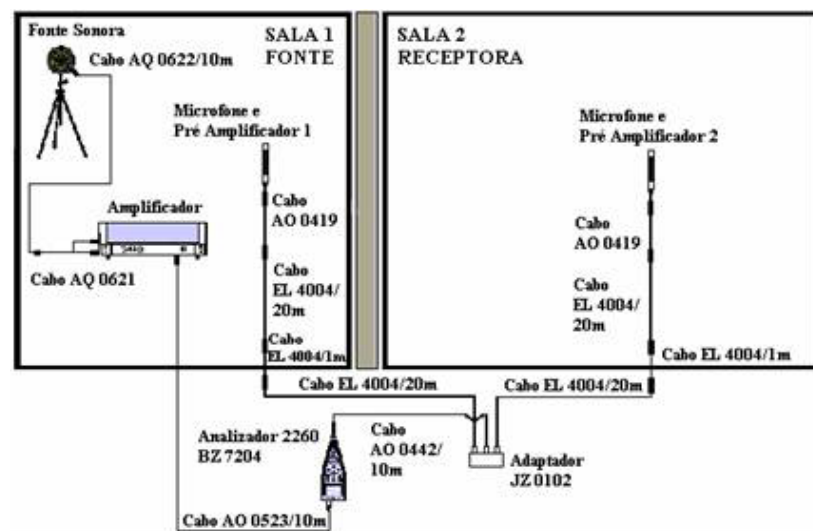 Fonte Sonora
Cabo AQ 0622/10m
SALA 1
FONTE
Microfone e
Pré Amplificador 1
Cabo
AO 0419
Amplificador
Cabo AQ 0621
Cabo
EL 4004/
20m
Cabo
EL 4004/1m
SALA 2
RECEPTORA
Microfone e
Pré Amplificador 2
Cabo
AO 0419
Cabo
EL 4004/
20m
Cabo EL 4004/1m
Cabo EL 4004/20m
Cabo EL 4004/20m
Analizador 2260
BZ 7204
Cabo
AO 0442/
10m
Adaptador
JZ 0102
Cabo AO 0523/10m